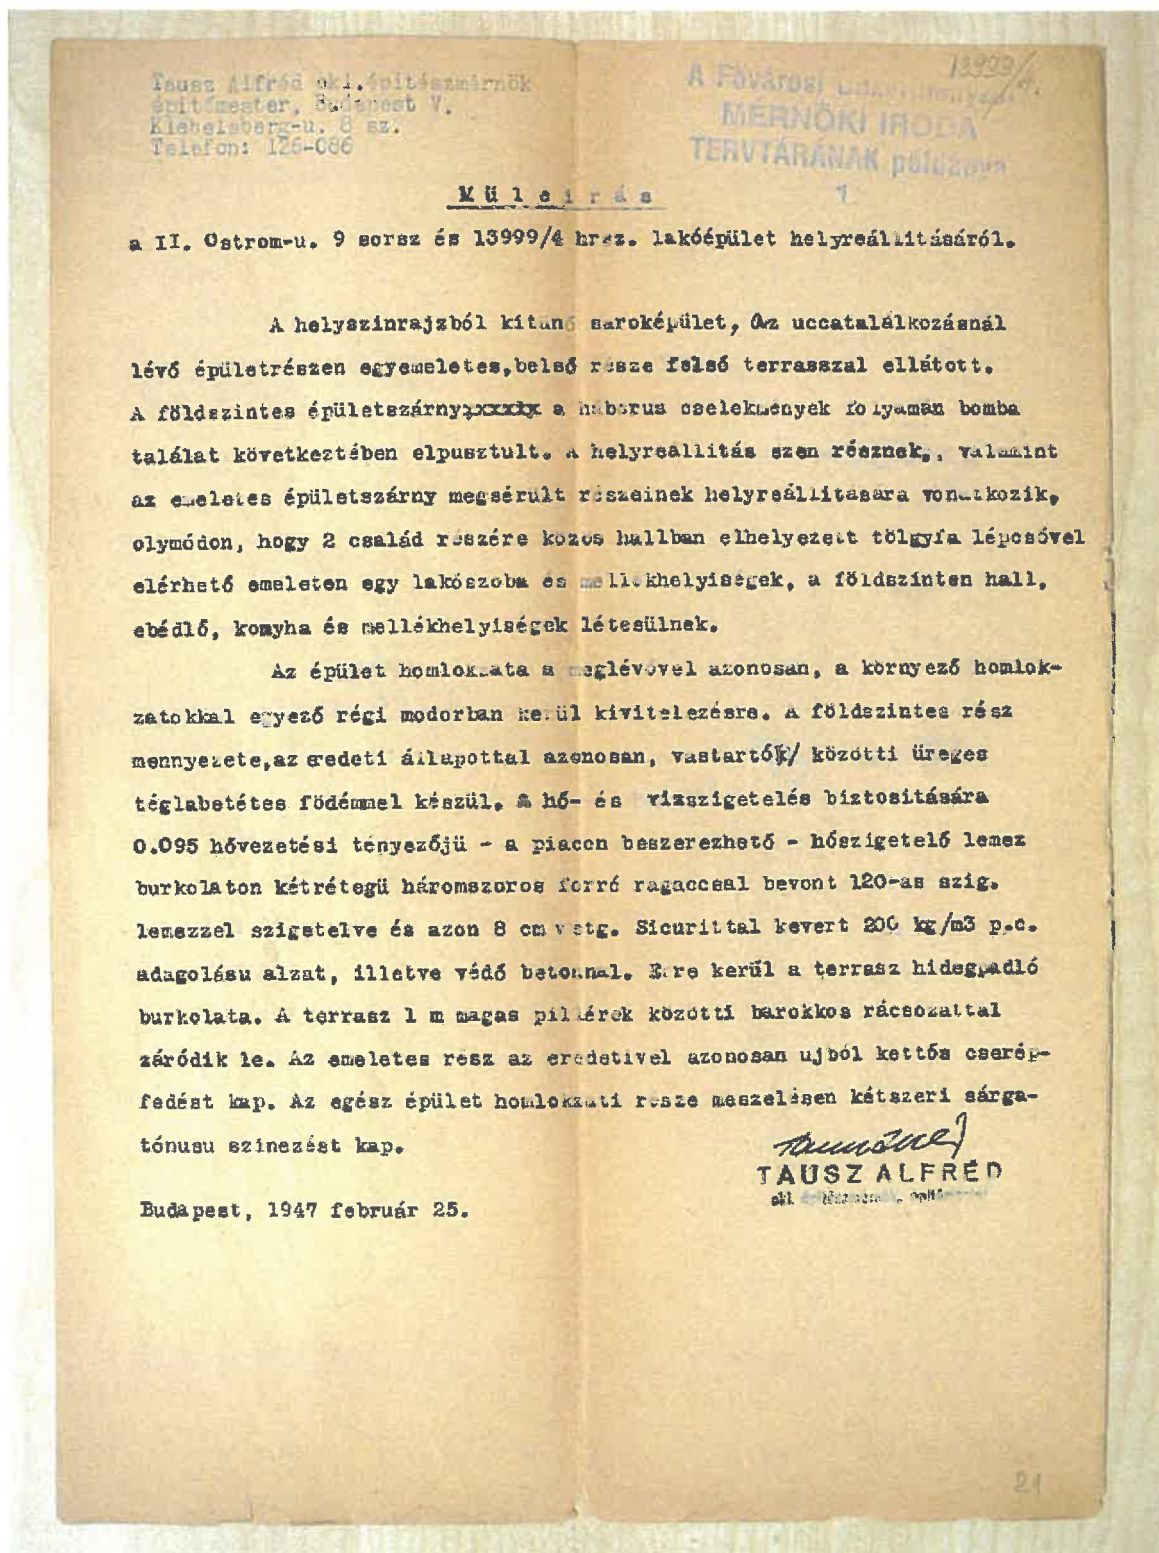 Tausz Alfréd okl.építészmérnök
építőmester, Budapest V.
Klebelsberg-u. 8 sz.
Telefon: 126-086
13999/4.
A Fővárosi
MÉRNÖKI IRODA
TERVTÁRÁNAK példánya
1
Műleirás
a II. Ostrom-u. 9 sorsz és 13999/4 hrsz. lakóépület helyreállitásáról.
A helyszinrajzból kitünő saroképület, Az uccatalálkozásnál
lévő épületrészen egyemeletes,belső része felső terrasszal ellátott.
A földszintes épületszárny a háborus cselekmények folyamán bomba
találat következtében elpusztult. A helyreállitás ezen résznek,, valamint
az emeletes épületszárny megsérült részeinek helyreállitására vonatkozik,
olymódon, hogy 2 család részére közös hallban elhelyezett tölgyfa lépcsővel
elérhető emeleten egy lakószoba és mellékhelyiségek, a földszinten hall,
ebédlő, konyha és mellékhelyiségek létesülnek.
Az épület homlokzata a meglévővel azonosan, a környező homlok-
zatokkal egyező régi modorban kerül kivitelezésre. A földszintes rész
mennyezete,az eredeti állapottal azonosan, vastartók/ közötti üreges
téglabetétes födémmel készül. A hő- és vizszigetelés biztositására
0.095 hővezetési tényezőjü - a piacon beszerezhető - hőszigetelő lemez
burkolaton kétrétegü háromszoros forró ragaccsal bevont 120-as szig.
lemezzel szigetelve és azon 8 cm vstg. Sicurittal kevert 200 kg/m3 p.c.
adagolásu alzat, illetve védő betonnal. Erre kerül a terrasz hidegpadló
burkolata. A terrasz 1 m magas pillérek közötti barokkos rácsozattal
záródik le. Az emeletes rész az eredetivel azonosan ujból kettős cserép-
fedést kap. Az egész épület homlokzati része meszelésen kétszeri sárga-
tónusu szinezést kap.
TAUSZ ALFRÉD
okl.
Budapest, 1947 február 25.
21